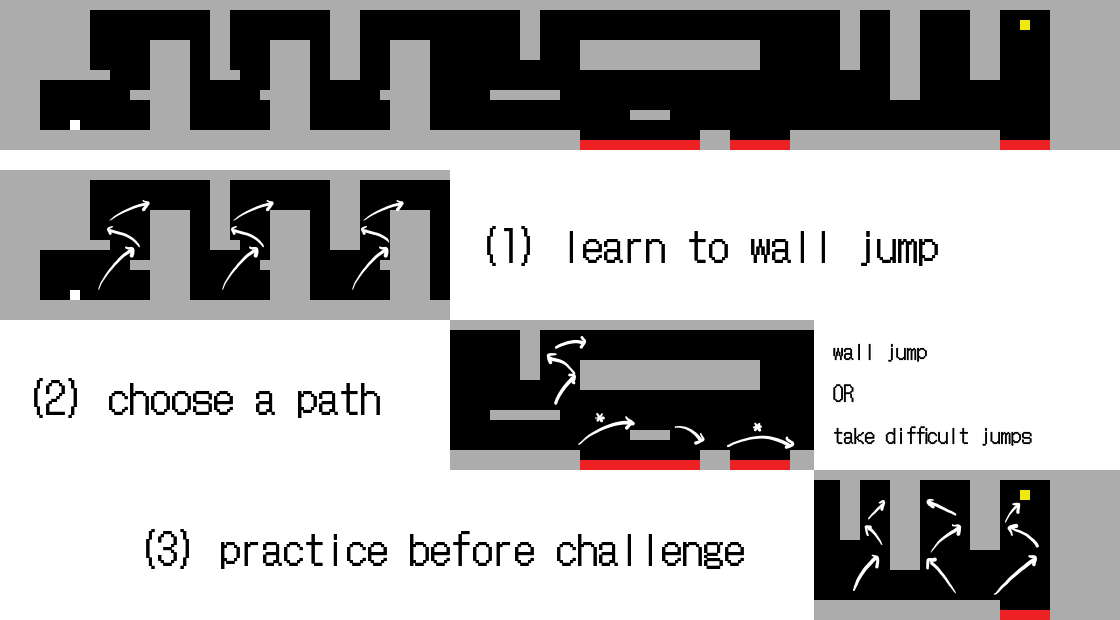 (1) learn to wall jump
(2) choose a path
*
*
wall jump
OR
take difficult jumps
(3) practice before challenge